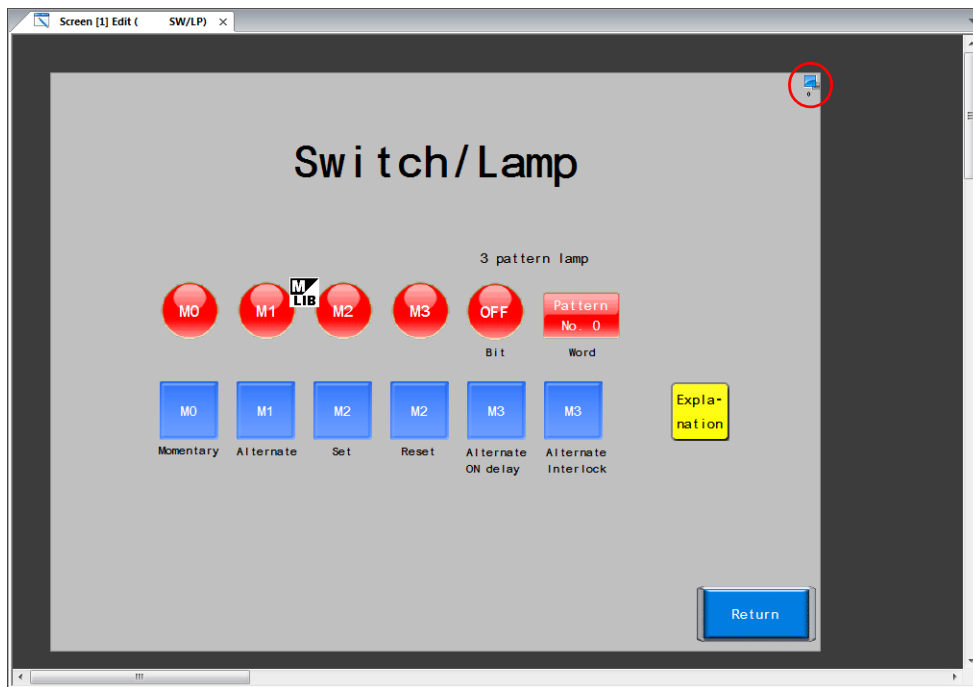 Screen [1] Edit ( SW/LP) ×
0
Switch/Lamp
3 pattern lamp
M0 M1 M LIB M2 M3 OFF Pattern
No. 0
Bit Word
M0 M1 M2 M2 M3 M3 Expla-
nation
Momentary Alternate Set Reset Alternate Alternate
ON delay Interlock
Return